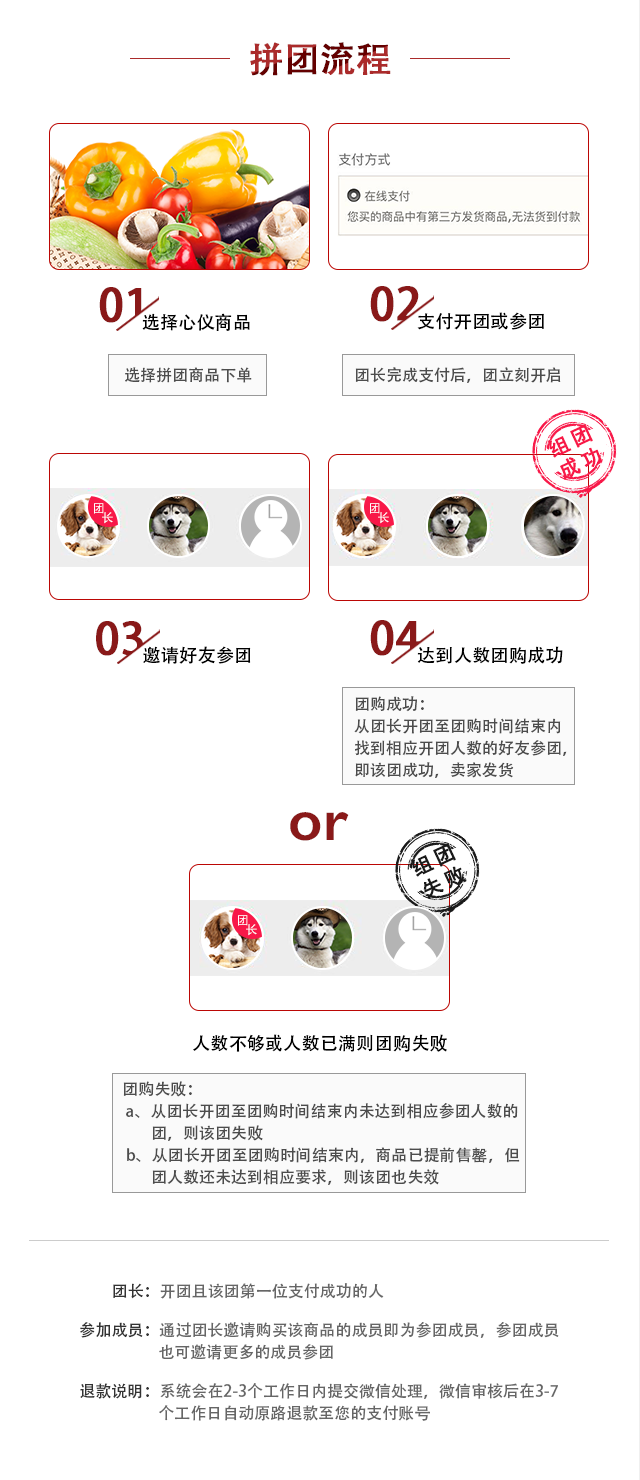 拼团流程
支付方式
在线支付
您买的商品中有第三方发货商品,无法货到付款
01 选择心仪商品
02 支付开团或参团
选择拼团商品下单
团长完成支付后，团立刻开启
组团
成功
团长
团长
03 邀请好友参团
04 达到人数团购成功
团购成功：
从团长开团至团购时间结束内
找到相应开团人数的好友参团，
即该团成功，卖家发货
or
组团
失败
团长
人数不够或人数已满则团购失败
团购失败：
a、从团长开团至团购时间结束内未达到相应参团人数的
团，则该团失败
b、从团长开团至团购时间结束内，商品已提前售罄，但
团人数还未达到相应要求，则该团也失效
团长：开团且该团第一位支付成功的人
参加成员：通过团长邀请购买该商品的成员即为参团成员，参团成员
也可邀请更多的成员参团
退款说明：系统会在2-3个工作日内提交微信处理，微信审核后在3-7
个工作日自动原路退款至您的支付账号